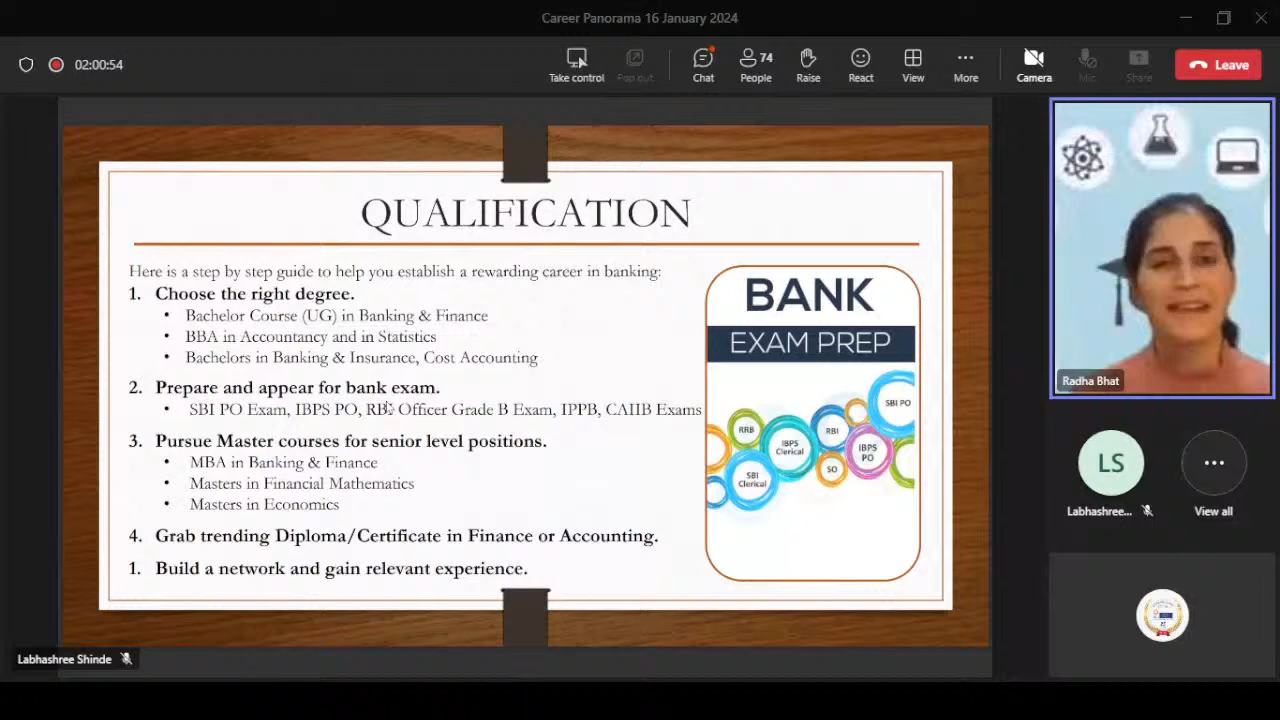 Career Panorama 16 January 2024
02:00:54
Take control
Pop out
Chat
74
People
Raise
React
View
More
Camera
Mic
Share
Leave
QUALIFICATION
Here is a step by step guide to help you establish a rewarding career in banking:
1. Choose the right degree.
• Bachelor Course (UG) in Banking & Finance
• BBA in Accountancy and in Statistics
• Bachelors in Banking & Insurance, Cost Accounting
2. Prepare and appear for bank exam.
• SBI PO Exam, IBPS PO, RBI Officer Grade B Exam, IPPB, CAIIB Exams
3. Pursue Master courses for senior level positions.
• MBA in Banking & Finance
• Masters in Financial Mathematics
• Masters in Economics
4. Grab trending Diploma/Certificate in Finance or Accounting.
1. Build a network and gain relevant experience.
BANK
EXAM PREP
SBI PO
RRB
RBI
IBPS
Clerical
IBPS
PO
SO
SBI
Clerical
Radha Bhat
LS
Labhashree...
View all
Labhashree Shinde